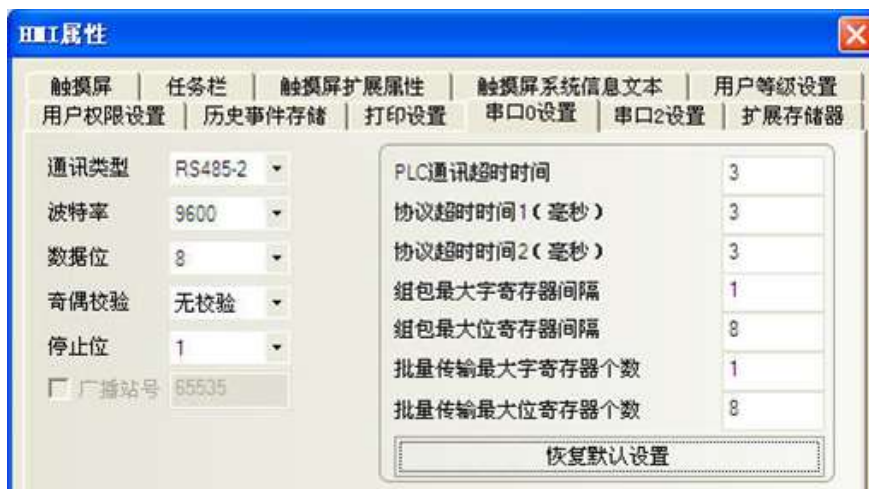 HMI属性
触摸屏 任务栏 触摸屏扩展属性 触摸屏系统信息文本 用户等级设置
用户权限设置 历史事件存储 打印设置 串口0设置 串口2设置 扩展存储器
通讯类型 RS485-2
波特率 9600
数据位 8
奇偶校验 无校验
停止位 1
广播站号 65535
PLC通讯超时时间 3
协议超时时间1(毫秒) 3
协议超时时间2(毫秒) 3
组包最大字寄存器间隔 1
组包最大位寄存器间隔 8
批量传输最大字寄存器个数 1
批量传输最大位寄存器个数 8
恢复默认设置